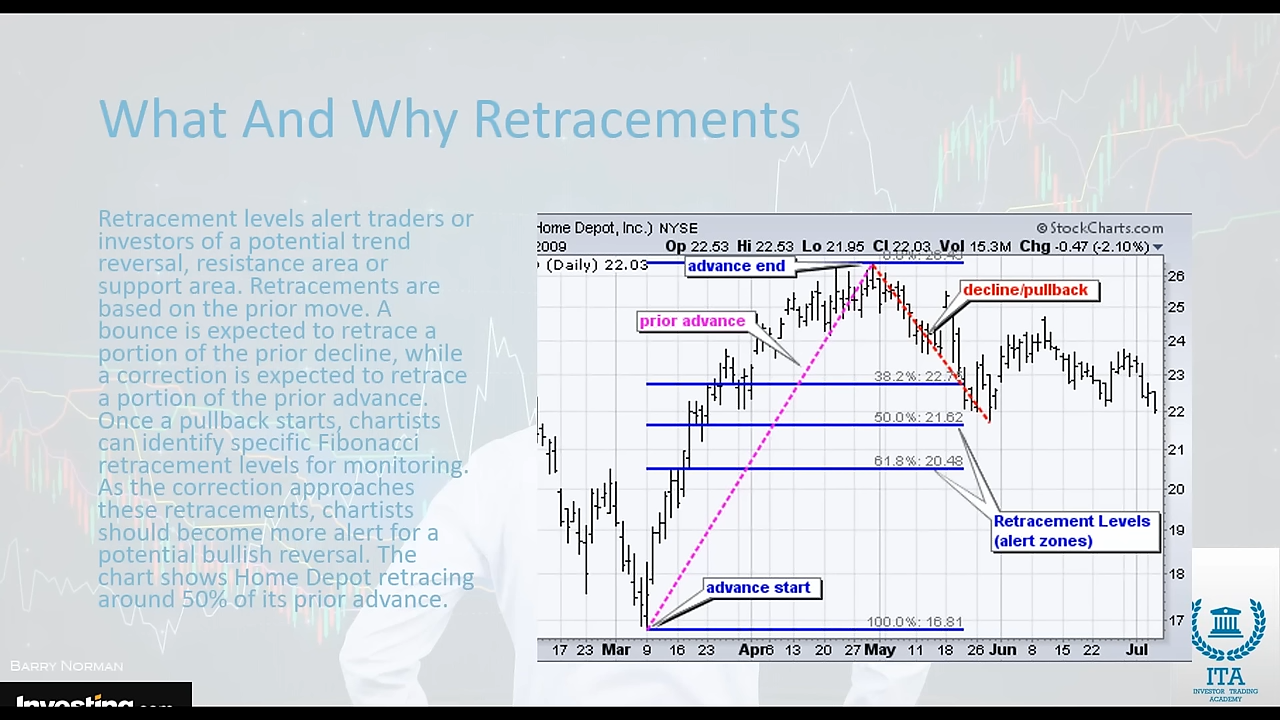 What And Why Retracements
Retracement levels alert traders or
investors of a potential trend
reversal, resistance area or
support area. Retracements are
based on the prior move. A
bounce is expected to retrace a
portion of the prior decline, while
a correction is expected to retrace
a portion of the prior advance.
Once a pullback starts, chartists
can identify specific Fibonacci
retracement levels for monitoring.
As the correction approaches
these retracements, chartists
should become more alert for a
potential bullish reversal. The
chart shows Home Depot retracing
around 50% of its prior advance.
Home Depot, Inc.) NYSE
© StockCharts.com
2009
Op 22.53 Hi 22.53 Lo 21.95 Cl 22.03 Vol 15.3M Chg -0.47 (-2.10%)
(Daily) 22.03
advance end
decline/pullback
prior advance
38.2%: 22.7
50.0%: 21.62
61.8%: 20.48
Retracement Levels
(alert zones)
advance start
100.0%: 16.81
26
25
24
23
22
21
20
19
18
17
17 23 Mar 9 16 23 Apr 6 13 20 27 May 11 18 26 Jun 8 15 22 Jul
BARRY NORMAN
Investing.com
ITA
INVESTOR TRADING
ACADEMY